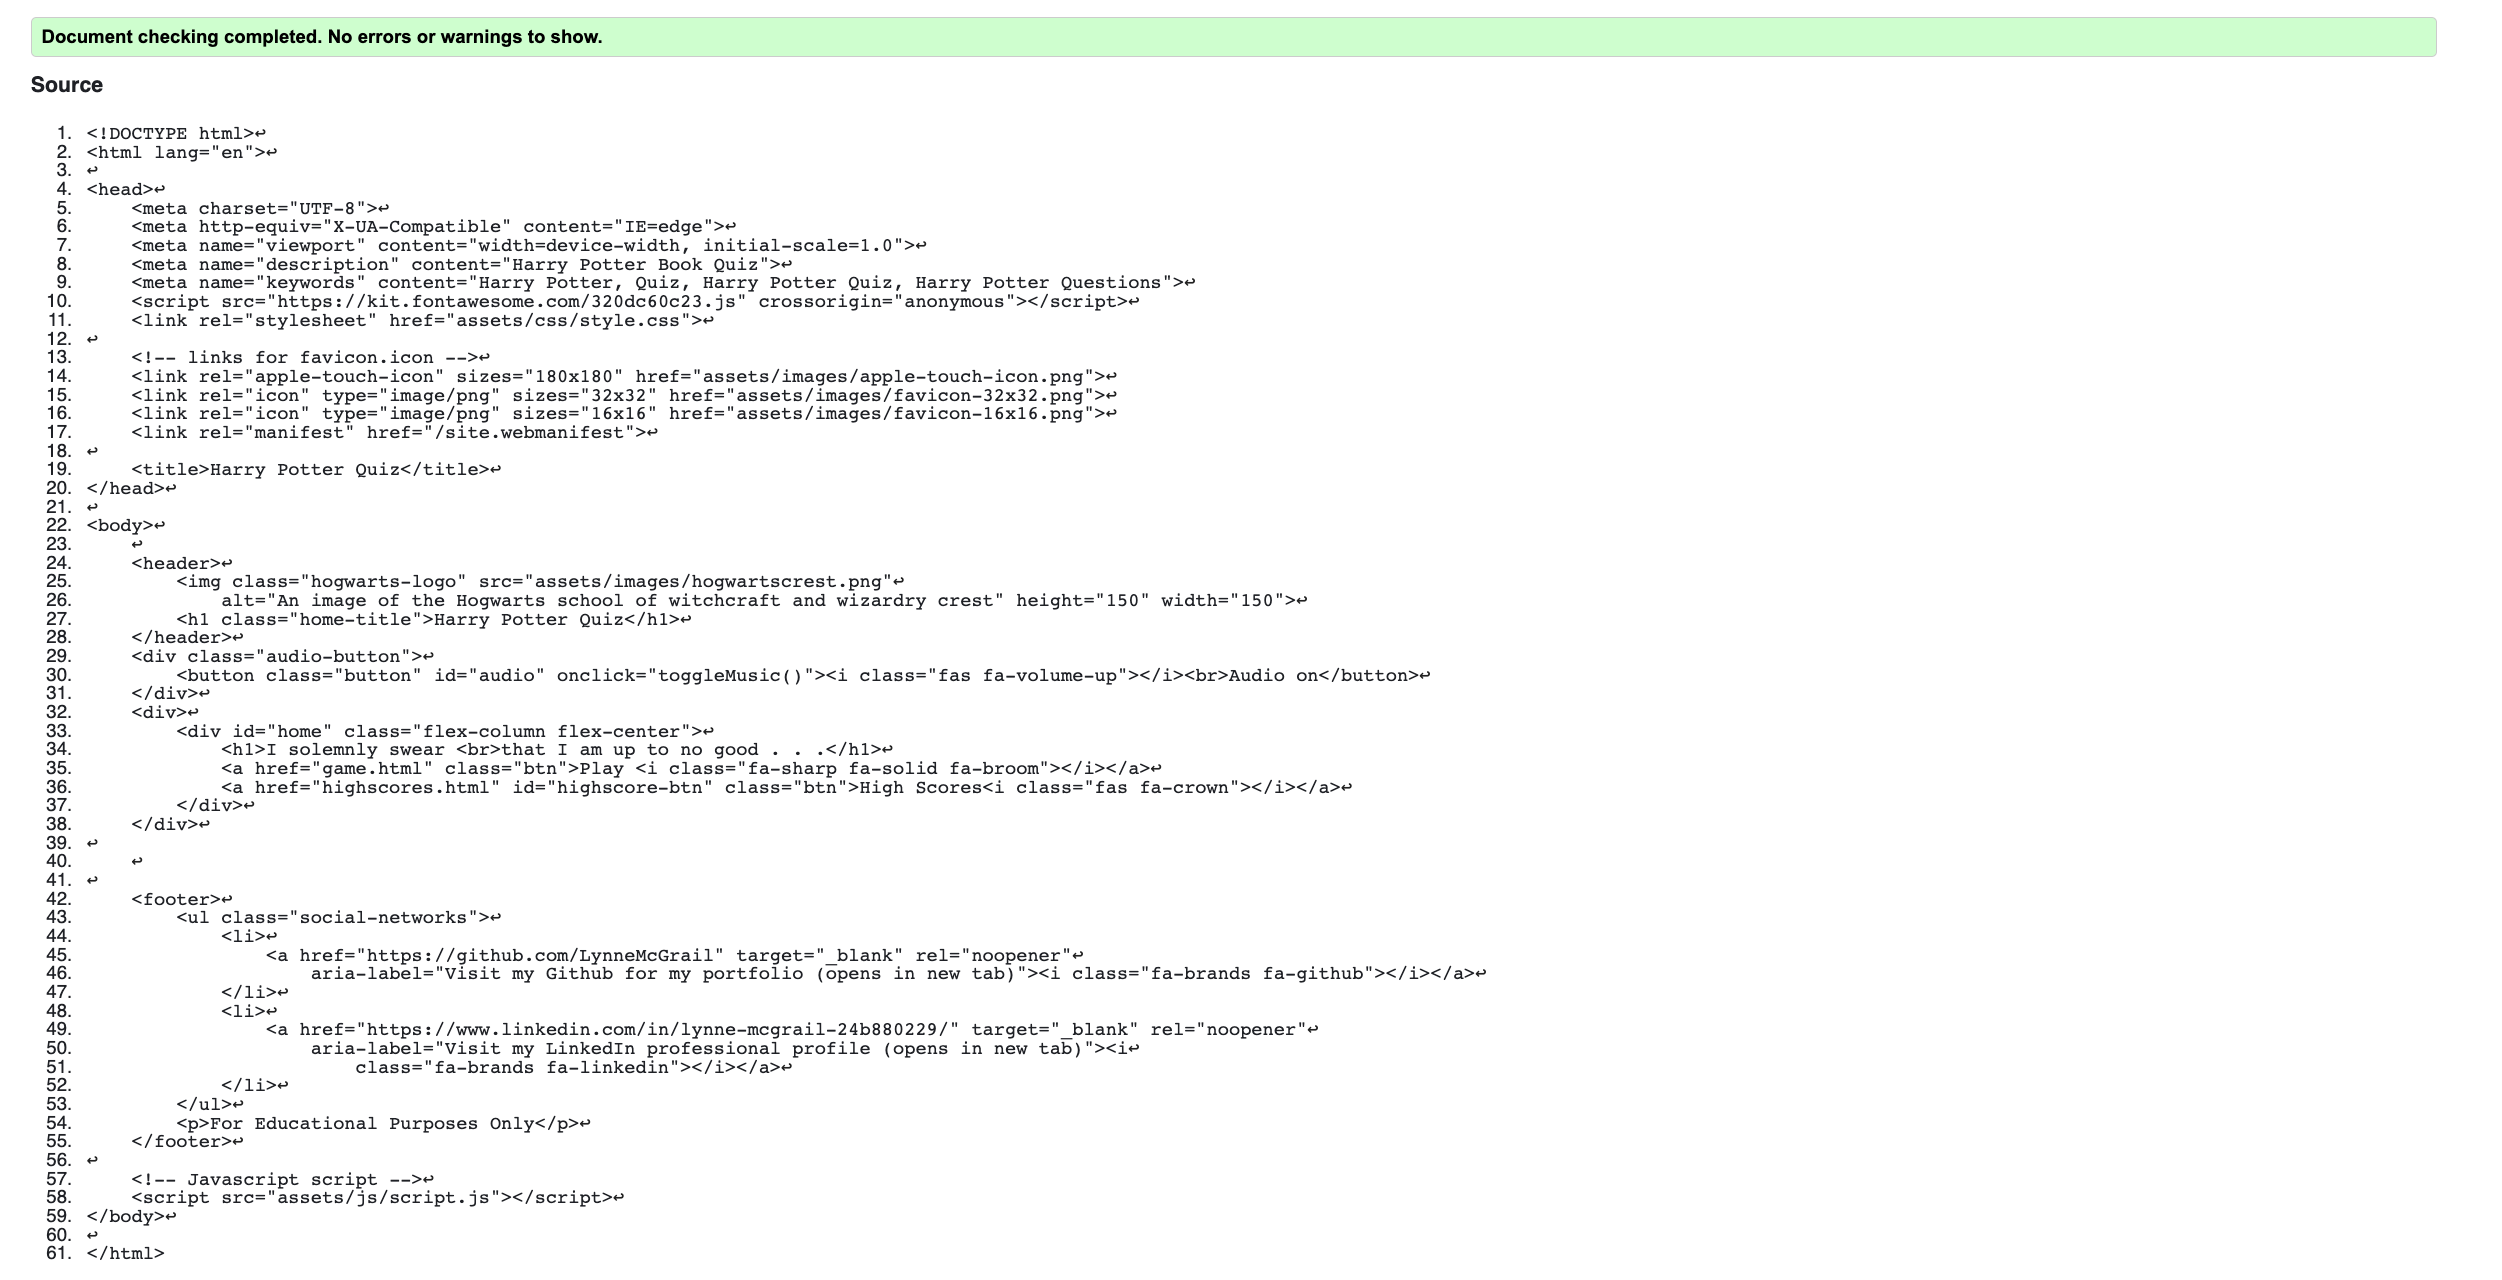 Document checking completed. No errors or warnings to show.
Source
1. <!DOCTYPE html>↩
2. <html lang="en">↩
3. ↩
4. <head>↩
5.     <meta charset="UTF-8">↩
6.     <meta http-equiv="X-UA-Compatible" content="IE=edge">↩
7.     <meta name="viewport" content="width=device-width, initial-scale=1.0">↩
8.     <meta name="description" content="Harry Potter Book Quiz">↩
9.     <meta name="keywords" content="Harry Potter, Quiz, Harry Potter Quiz, Harry Potter Questions">↩
10.     <script src="https://kit.fontawesome.com/320dc60c23.js" crossorigin="anonymous"></script>↩
11.     <link rel="stylesheet" href="assets/css/style.css">↩
12. ↩
13.     <!-- links for favicon.icon -->↩
14.     <link rel="apple-touch-icon" sizes="180x180" href="assets/images/apple-touch-icon.png">↩
15.     <link rel="icon" type="image/png" sizes="32x32" href="assets/images/favicon-32x32.png">↩
16.     <link rel="icon" type="image/png" sizes="16x16" href="assets/images/favicon-16x16.png">↩
17.     <link rel="manifest" href="/site.webmanifest">↩
18. ↩
19.     <title>Harry Potter Quiz</title>↩
20. </head>↩
21. ↩
22. <body>↩
23.     ↩
24.     <header>↩
25.         <img class="hogwarts-logo" src="assets/images/hogwartscrest.png"↩
26.             alt="An image of the Hogwarts school of witchcraft and wizardry crest" height="150" width="150">↩
27.         <h1 class="home-title">Harry Potter Quiz</h1>↩
28.     </header>↩
29.     <div class="audio-button">↩
30.         <button class="button" id="audio" onclick="toggleMusic()"><i class="fas fa-volume-up"></i><br>Audio on</button>↩
31.     </div>↩
32.     <div>↩
33.         <div id="home" class="flex-column flex-center">↩
34.             <h1>I solemnly swear <br>that I am up to no good . . .</h1>↩
35.             <a href="game.html" class="btn">Play <i class="fa-sharp fa-solid fa-broom"></i></a>↩
36.             <a href="highscores.html" id="highscore-btn" class="btn">High Scores<i class="fas fa-crown"></i></a>↩
37.         </div>↩
38.     </div>↩
39. ↩
40.     ↩
41. ↩
42.     <footer>↩
43.         <ul class="social-networks">↩
44.             <li>↩
45.                 <a href="https://github.com/LynneMcGrail" target="_blank" rel="noopener"↩
46.                     aria-label="Visit my Github for my portfolio (opens in new tab)"><i class="fa-brands fa-github"></i></a>↩
47.             </li>↩
48.             <li>↩
49.                 <a href="https://www.linkedin.com/in/lynne-mcgrail-24b880229/" target="_blank" rel="noopener"↩
50.                     aria-label="Visit my LinkedIn professional profile (opens in new tab)"><i↩
51.                         class="fa-brands fa-linkedin"></i></a>↩
52.             </li>↩
53.         </ul>↩
54.         <p>For Educational Purposes Only</p>↩
55.     </footer>↩
56. ↩
57.     <!-- Javascript script -->↩
58.     <script src="assets/js/script.js"></script>↩
59. </body>↩
60. ↩
61. </html>